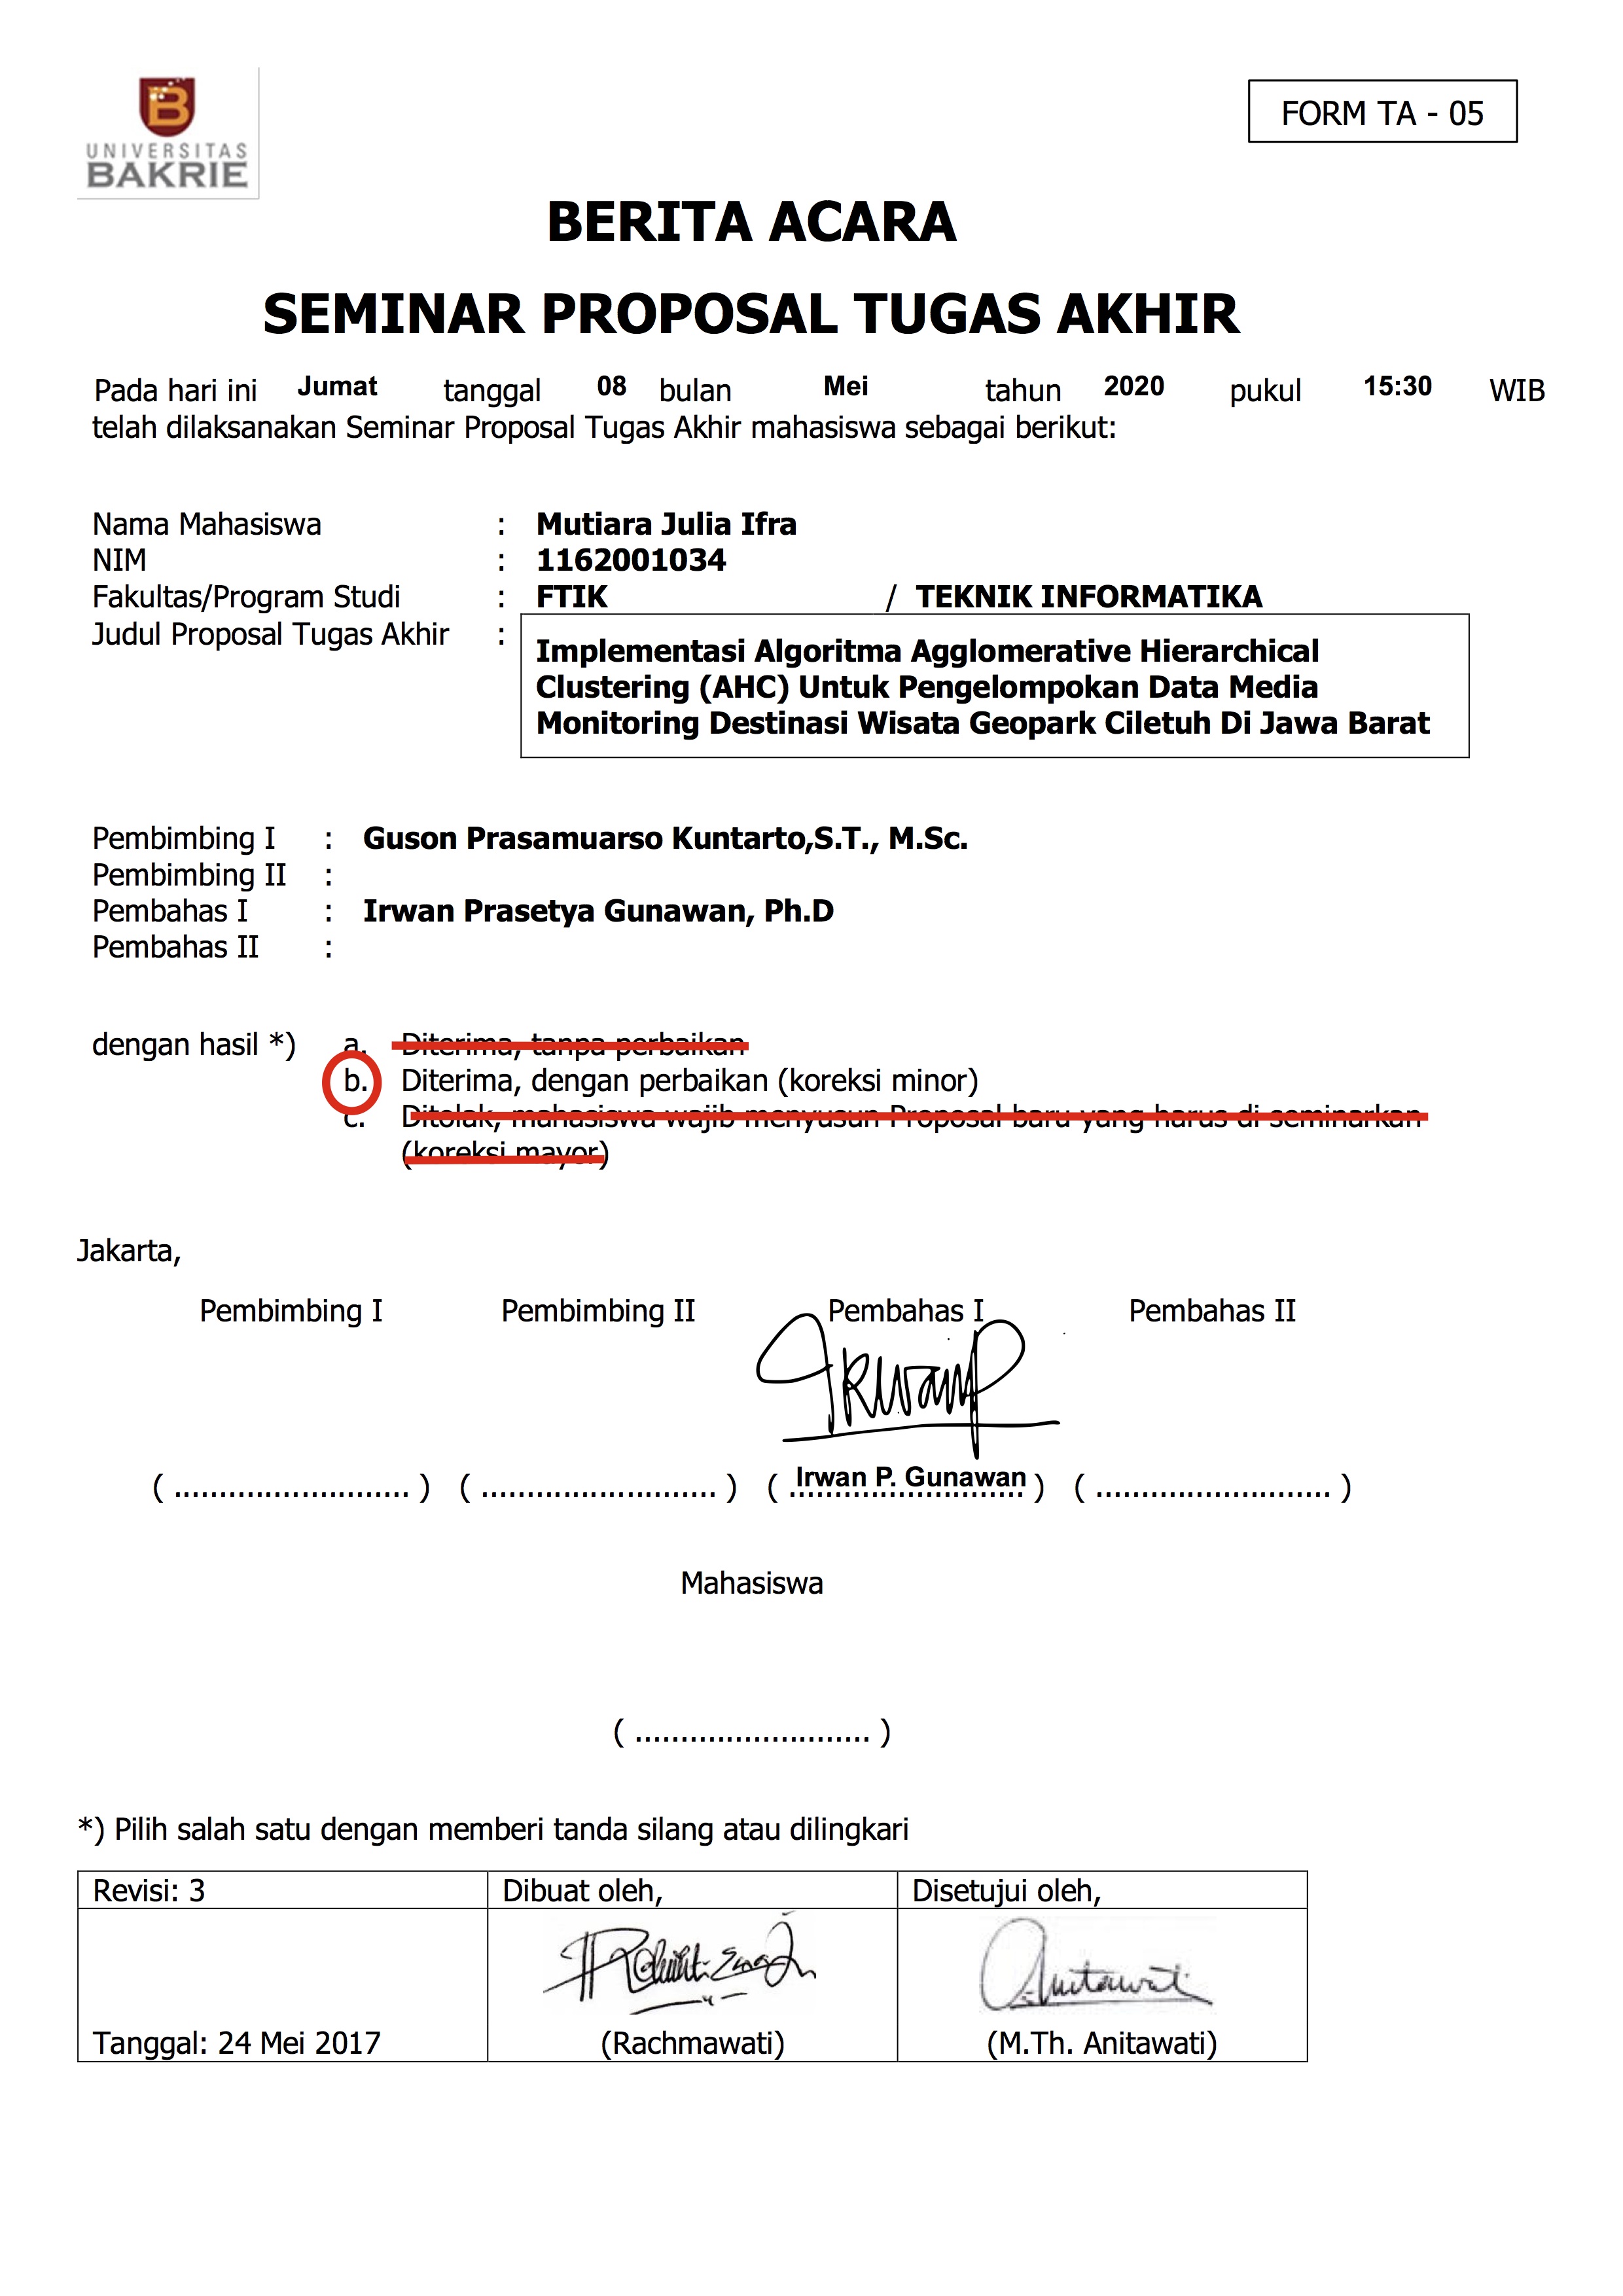 UNIVERSITAS
BAKRIE
FORM TA - 05
BERITA ACARA
SEMINAR PROPOSAL TUGAS AKHIR
Pada hari ini Jumat tanggal 08 bulan Mei tahun 2020 pukul 15:30 WIB
telah dilaksanakan Seminar Proposal Tugas Akhir mahasiswa sebagai berikut:
Nama Mahasiswa : Mutiara Julia Ifra
NIM : 1162001034
Fakultas/Program Studi : FTIK / TEKNIK INFORMATIKA
Judul Proposal Tugas Akhir : Implementasi Algoritma Agglomerative Hierarchical
Clustering (AHC) Untuk Pengelompokan Data Media
Monitoring Destinasi Wisata Geopark Ciletuh Di Jawa Barat
Pembimbing I : Guson Prasamuarso Kuntarto,S.T., M.Sc.
Pembimbing II :
Pembahas I : Irwan Prasetya Gunawan, Ph.D
Pembahas II :
dengan hasil *) a. Diterima, tanpa perbaikan
b. Diterima, dengan perbaikan (koreksi minor)
c. Ditolak, mahasiswa wajib menyusun Proposal baru yang harus di seminarkan
(koreksi mayor)
Jakarta,
Pembimbing I Pembimbing II Pembahas I Pembahas II
IrwanP
( .......................... ) ( .......................... ) ( Irwan P. Gunawan ) ( .......................... )
Mahasiswa
( .......................... )
*) Pilih salah satu dengan memberi tanda silang atau dilingkari
Revisi: 3 Dibuat oleh, Disetujui oleh,
Anitawati
Tanggal: 24 Mei 2017 (Rachmawati) (M.Th. Anitawati)